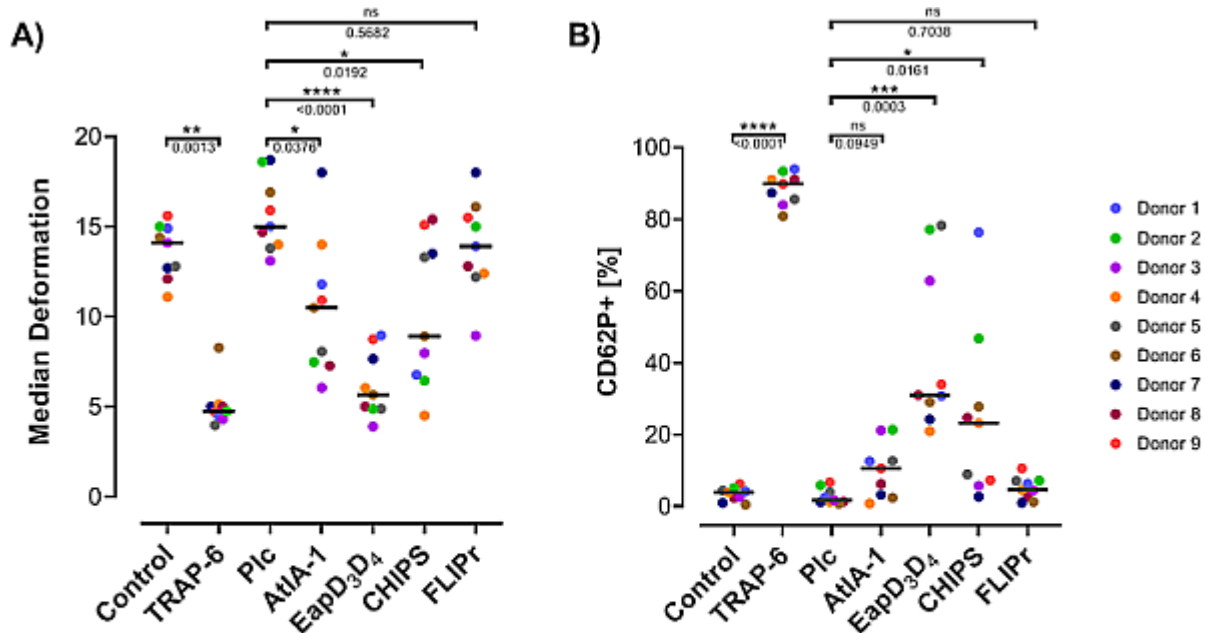 A)
ns
0.5682
*
0.0192
****
<0.0001
**
0.0013
*
0.0376
20
15
10
5
0
Median Deformation
Control
TRAP-6
Plc
AtlA-1
EapD₃D₄
CHIPS
FLIPr
B)
ns
0.7038
*
0.0161
***
0.0003
****
<0.0001
ns
0.0949
100
80
60
40
20
0
CD62P+ [%]
Control
TRAP-6
Plc
AtlA-1
EapD₃D₄
CHIPS
FLIPr
Donor 1
Donor 2
Donor 3
Donor 4
Donor 5
Donor 6
Donor 7
Donor 8
Donor 9